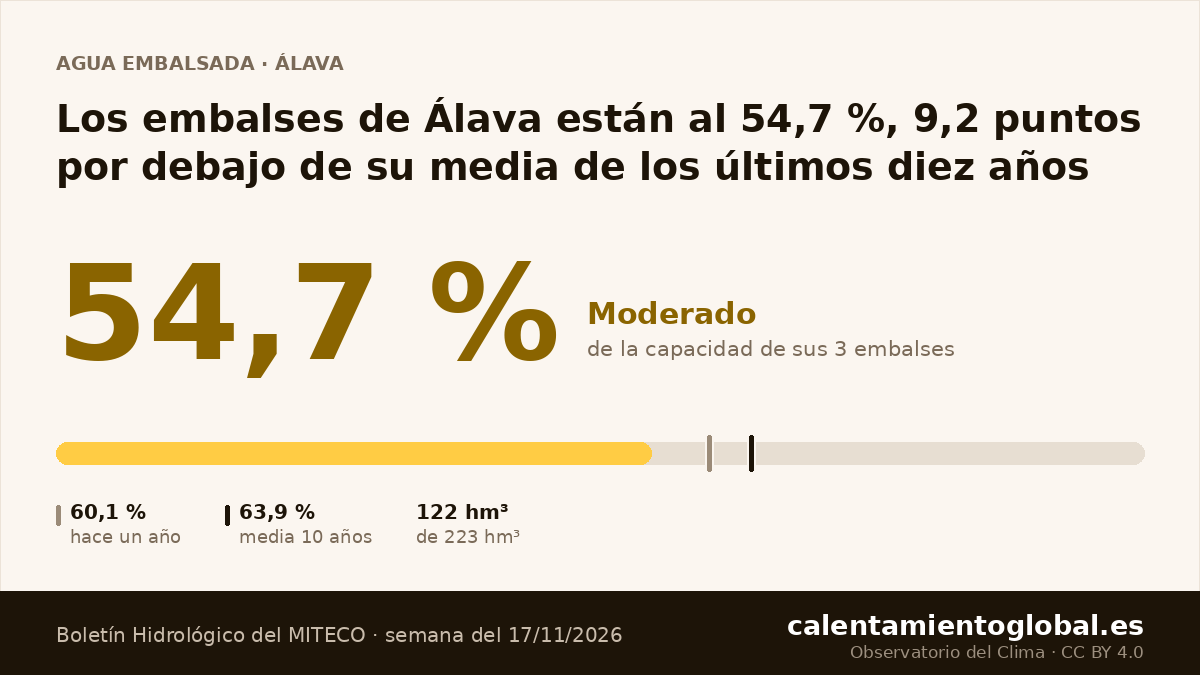 AGUA EMBALSADA · ÁLAVA
Los embalses de Álava están al 54,7 %, 9,2 puntos
por debajo de su media de los últimos diez años
54,7 %
Moderado
de la capacidad de sus 3 embalses
60,1 %
hace un año
63,9 %
media 10 años
122 hm³
de 223 hm³
Boletín Hidrológico del MITECO · semana del 17/11/2026
calentamientoglobal.es
Observatorio del Clima · CC BY 4.0